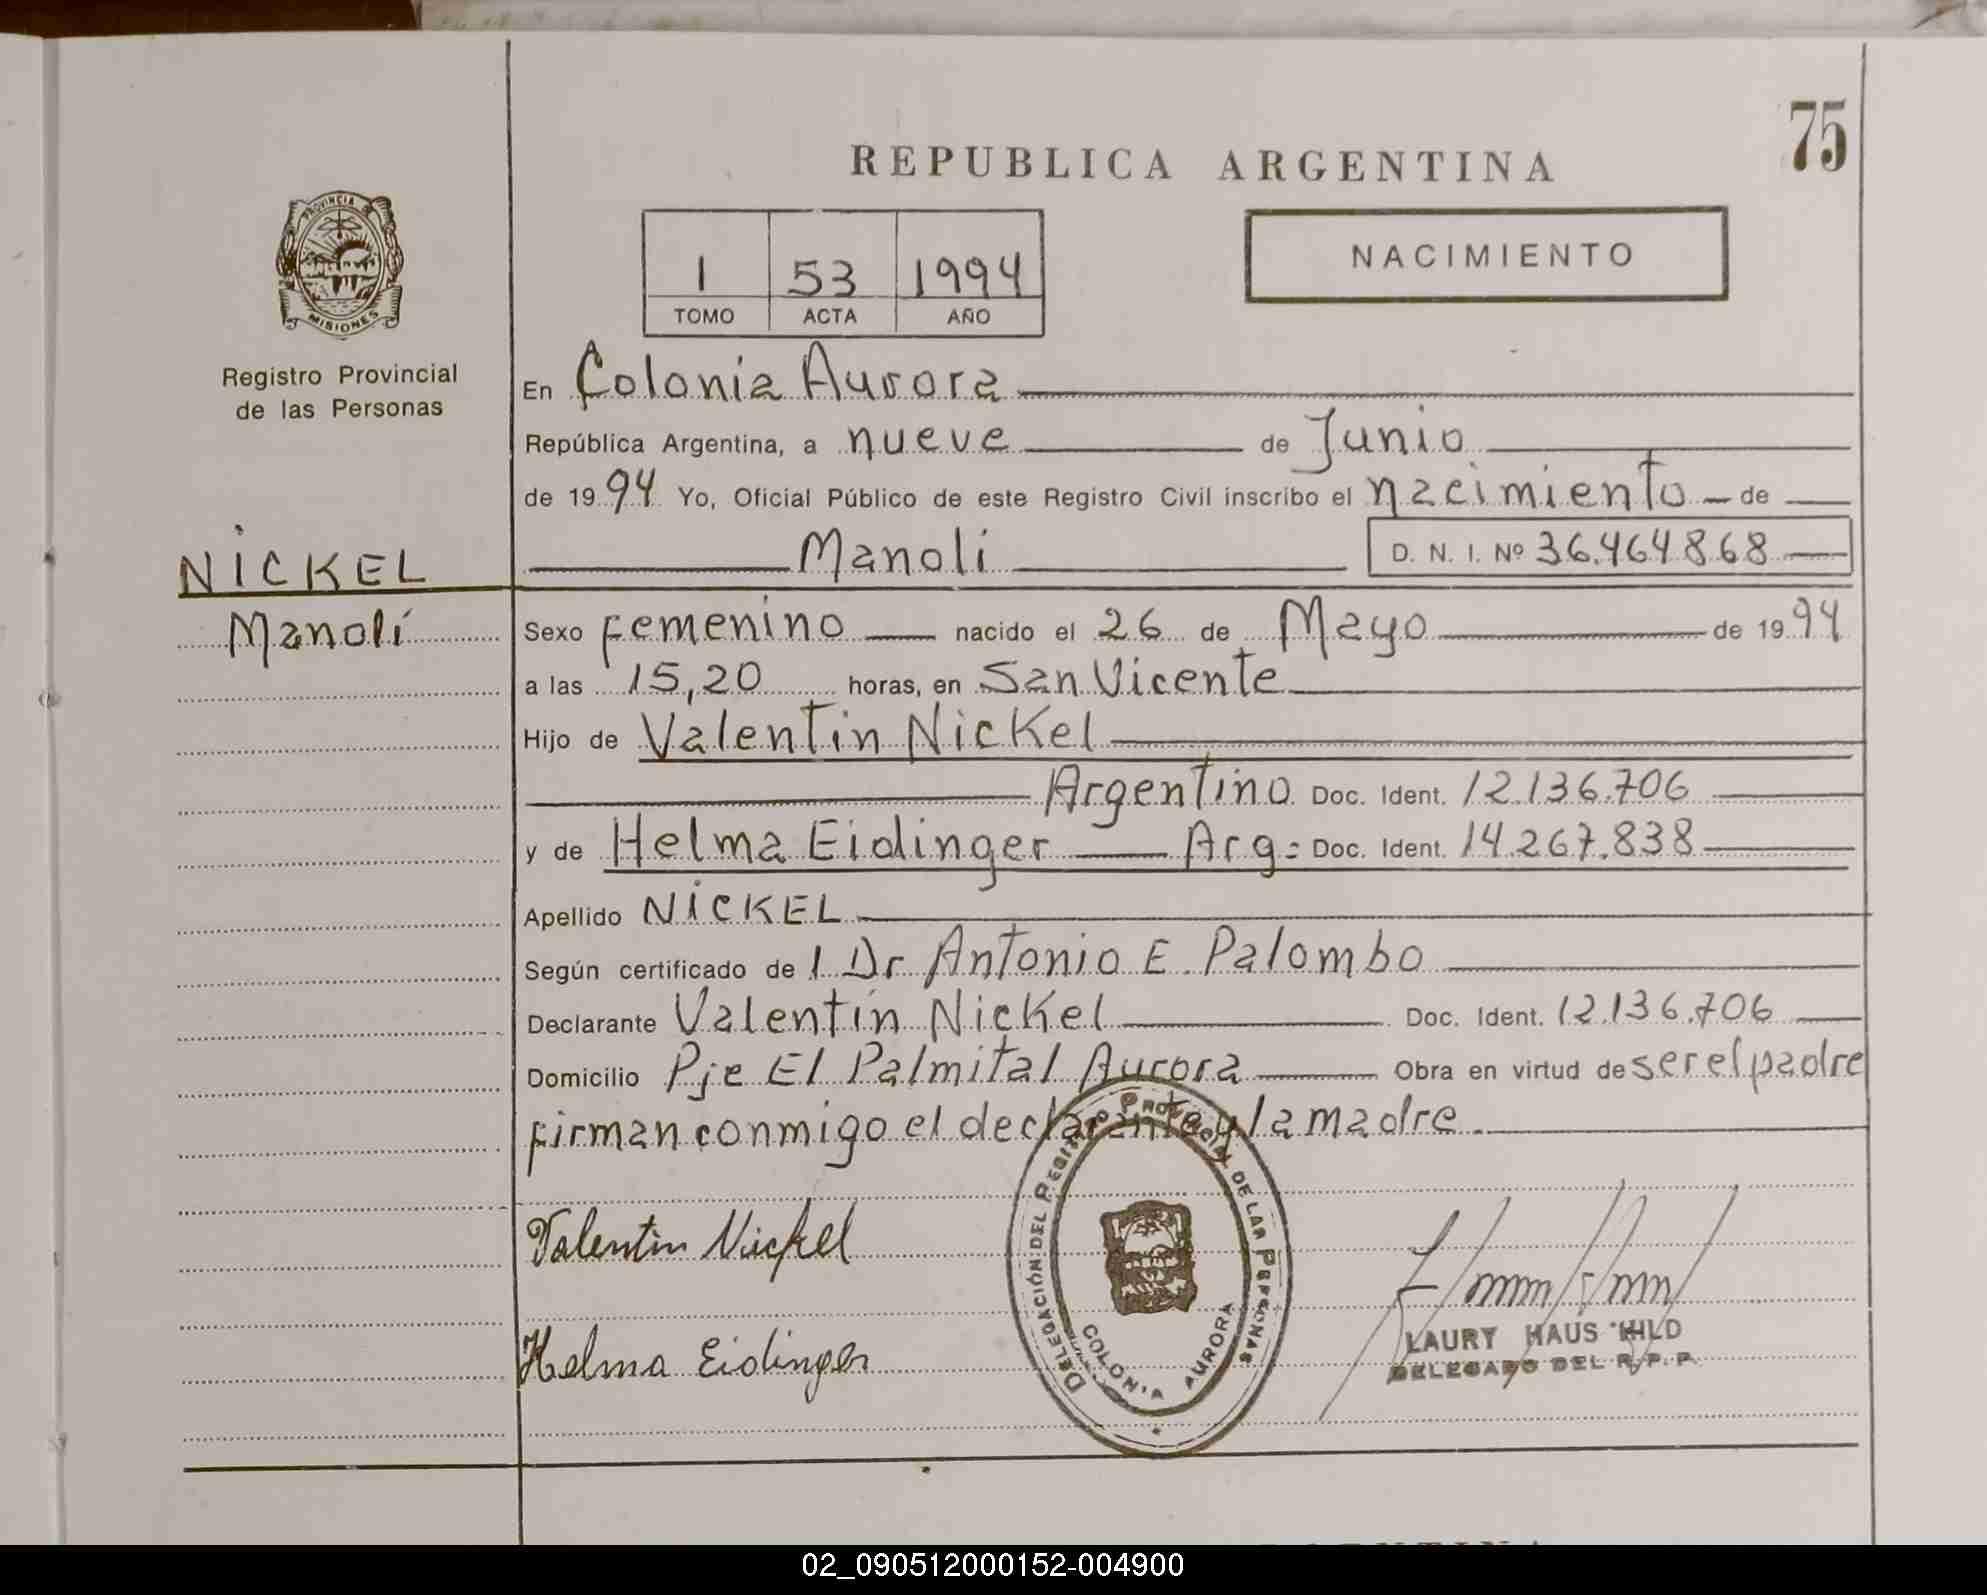 75
REPUBLICA ARGENTINA
PROVINCIA
MISIONES
Registro Provincial
de las Personas
1 53 1994
TOMO ACTA AÑO
NACIMIENTO
En Colonia Aurora
República Argentina, a nueve de Junio
de 1994 Yo, Oficial Público de este Registro Civil inscribo el nacimiento de
Manoli D. N. I. Nº 36.464.868
NICKEL
Manolí
Sexo Femenino nacido el 26 de Mayo de 1994
a las 15,20 horas, en San Vicente
Hijo de Valentin Nickel
Argentino Doc. Ident. 12.136.706
y de Helma Eidinger Arg= Doc. Ident. 14.267.838
Apellido NICKEL
Según certificado de l Dr Antonio E. Palombo
Declarante Valentín Nickel Doc. Ident. 12.136.706
Domicilio Pje El Palmital Aurora Obra en virtud de ser el padre
Firman conmigo el declarante y la madre.
Valentin Nickel
Helma Eidinger
DELEGACIÓN DEL REGISTRO PROVINCIAL DE LAS PERSONAS
COLONIA AURORA
LAURY HAUS HILD
DELEGADO DEL R.P.P.
02_090512000152-004900